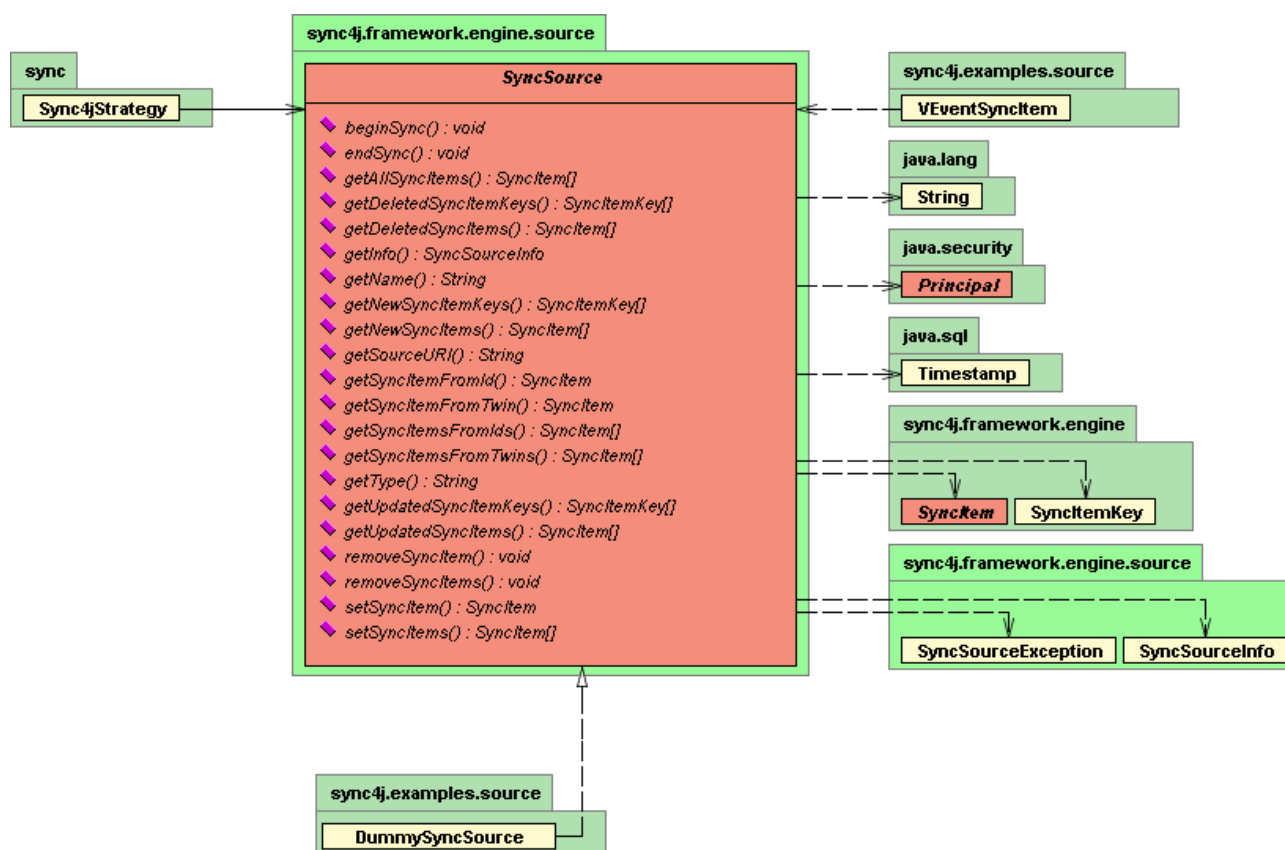 sync4j.framework.engine.source
SyncSource
beginSync() : void
endSync() : void
getAllSyncItems() : SyncItem[]
getDeletedSyncItemKeys() : SyncItemKey[]
getDeletedSyncItems() : SyncItem[]
getInfo() : SyncSourceInfo
getName() : String
getNewSyncItemKeys() : SyncItemKey[]
getNewSyncItems() : SyncItem[]
getSourceURI() : String
getSyncItemFromId() : SyncItem
getSyncItemFromTwin() : SyncItem
getSyncItemsFromIds() : SyncItem[]
getSyncItemsFromTwins() : SyncItem[]
getType() : String
getUpdatedSyncItemKeys() : SyncItemKey[]
getUpdatedSyncItems() : SyncItem[]
removeSyncItem() : void
removeSyncItems() : void
setSyncItem() : SyncItem
setSyncItems() : SyncItem[]
sync
Sync4jStrategy
sync4j.examples.source
VEventSyncItem
java.lang
String
java.security
Principal
java.sql
Timestamp
sync4j.framework.engine
SyncItem
SyncItemKey
sync4j.framework.engine.source
SyncSourceException
SyncSourceInfo
sync4j.examples.source
DummySyncSource